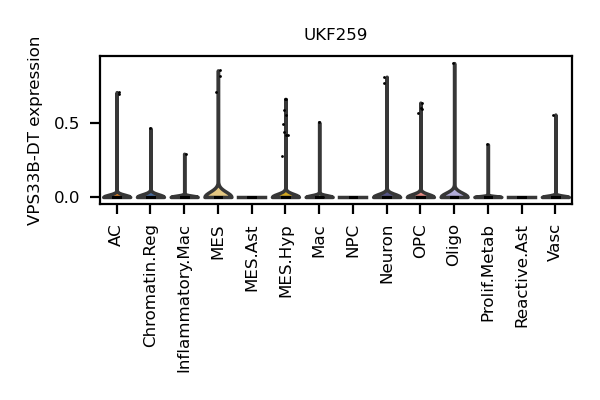 UKF259
VPS33B-DT expression
0.5
0.0
AC
Chromatin.Reg
Inflammatory.Mac
MES
MES.Ast
MES.Hyp
Mac
NPC
Neuron
OPC
Oligo
Prolif.Metab
Reactive.Ast
Vasc